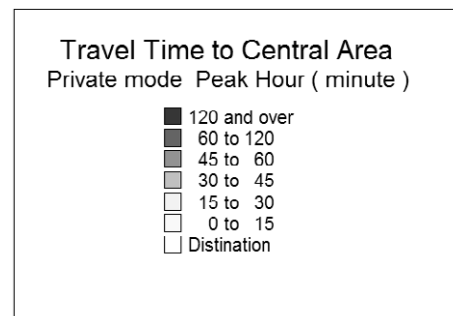 Travel Time to Central Area
Private mode Peak Hour ( minute )
120 and over
60 to 120
45 to 60
30 to 45
15 to 30
0 to 15
Distination